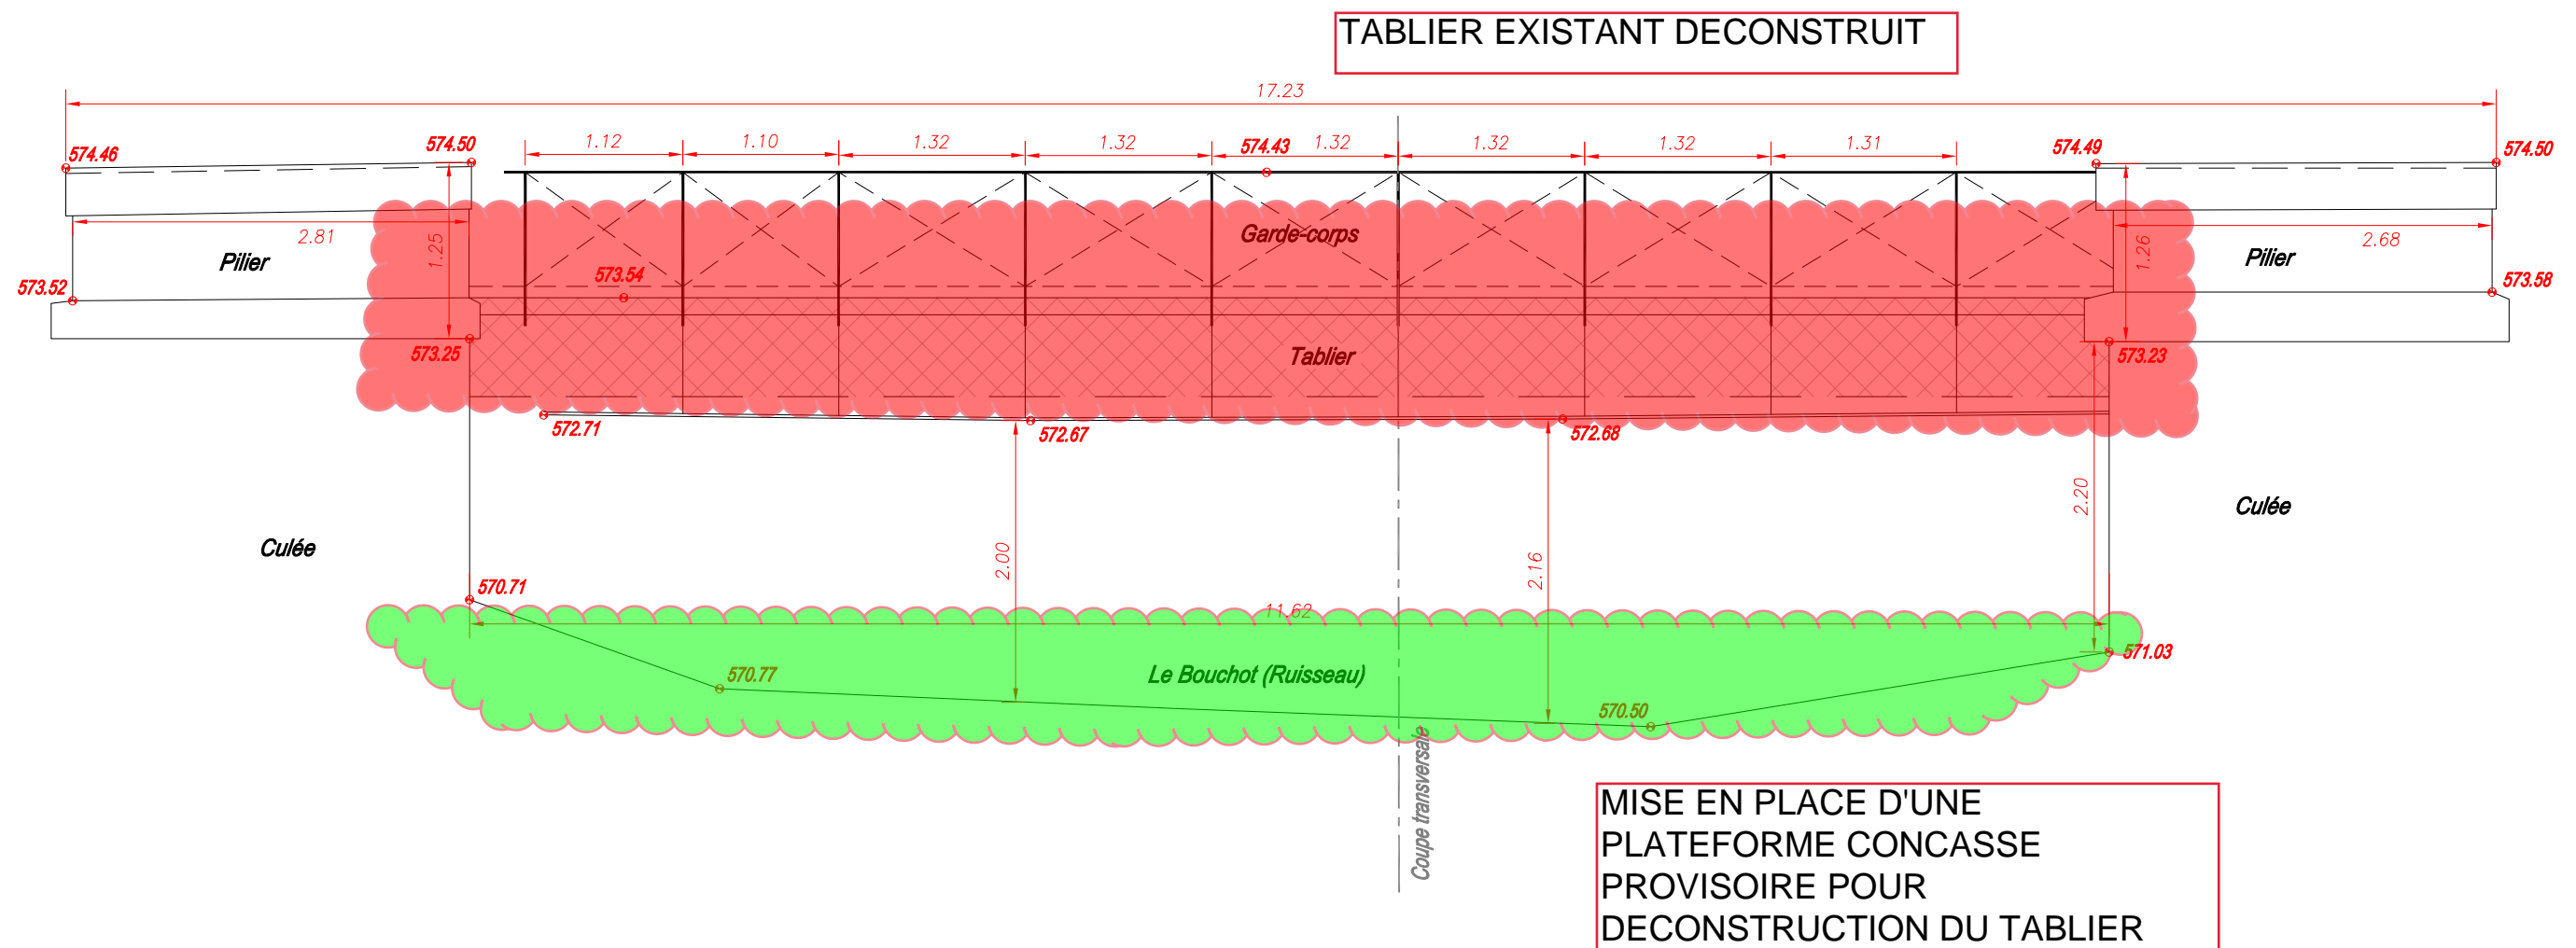 TABLIER EXISTANT DECONSTRUIT
17.23
574.46
574.50
1.12
1.10
1.32
1.32
574.43
1.32
1.32
1.32
1.31
574.49
574.50
2.81
1.25
Garde-corps
1.26
2.68
Pilier
Pilier
573.52
573.54
573.58
573.25
Tablier
573.23
572.71
572.67
572.68
2.20
Culée
Culée
2.00
2.16
570.71
11.62
571.03
570.77
Le Bouchot (Ruisseau)
570.50
Coupe transversale
MISE EN PLACE D'UNE
PLATEFORME CONCASSE
PROVISOIRE POUR
DECONSTRUCTION DU TABLIER